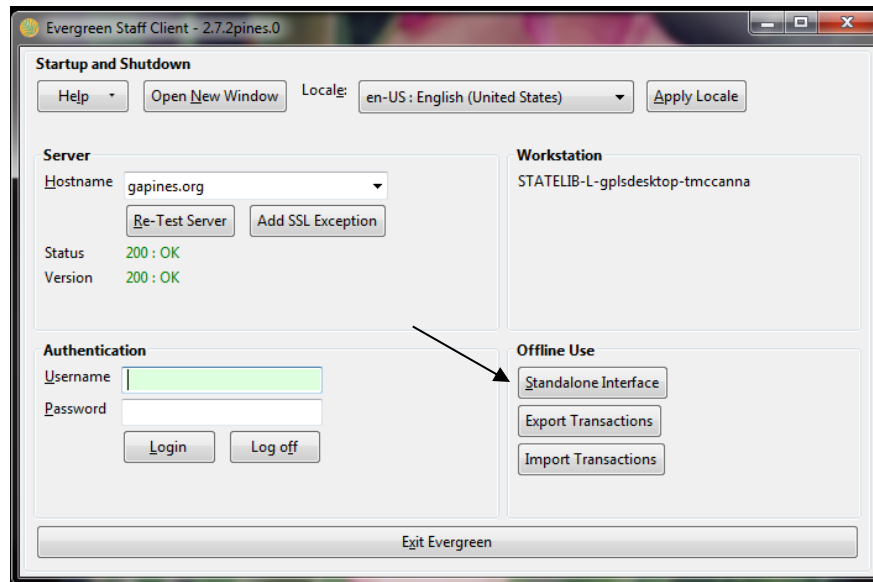 Evergreen Staff Client - 2.7.2pines.0
Startup and Shutdown
Help
Open New Window
Locale:
en-US : English (United States)
Apply Locale
Server
Hostname
gapines.org
Re-Test Server
Add SSL Exception
Status
200 : OK
Version
200 : OK
Workstation
STATELIB-L-gplsdesktop-tmccanna
Authentication
Username
Password
Login
Log off
Offline Use
Standalone Interface
Export Transactions
Import Transactions
Exit Evergreen